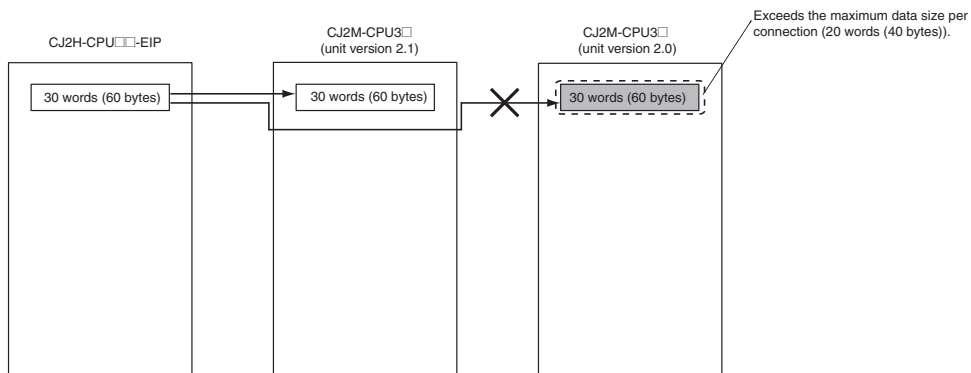 Exceeds the maximum data size per
connection (20 words (40 bytes)).
CJ2H-CPU□□-EIP
CJ2M-CPU3□
(unit version 2.1)
CJ2M-CPU3□
(unit version 2.0)
30 words (60 bytes)
30 words (60 bytes)
30 words (60 bytes)